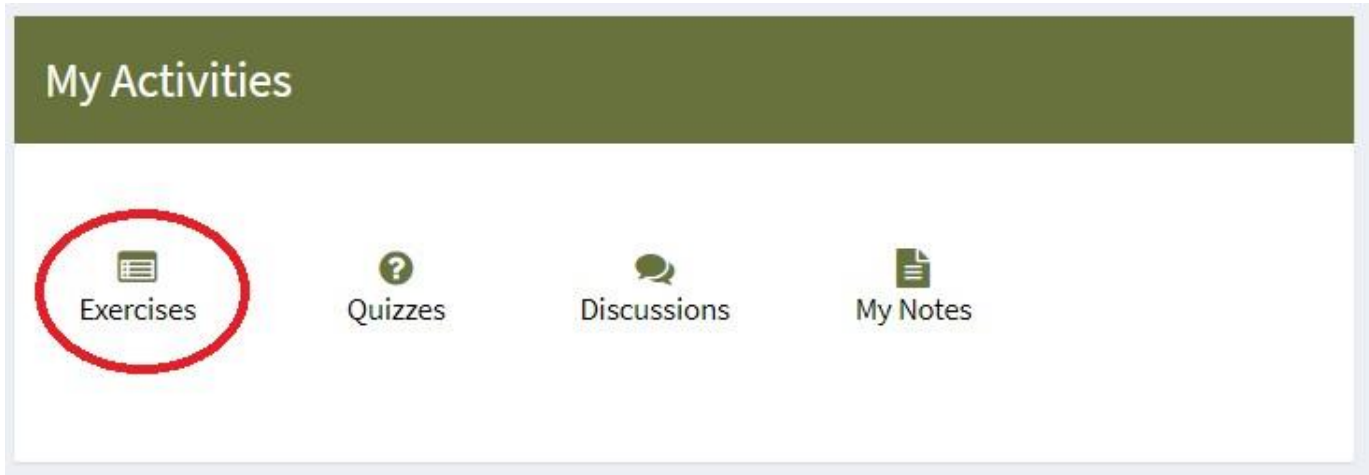 My Activities
Exercises
Quizzes
Discussions
My Notes